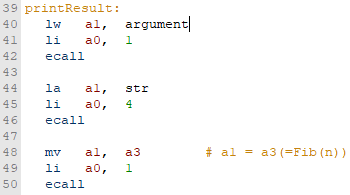 39 printResult:
40 lw a1, argument
41 li a0, 1
42 ecall
43
44 la a1, str
45 li a0, 4
46 ecall
47
48 mv a1, a3 # a1 = a3(=Fib(n))
49 li a0, 1
50 ecall